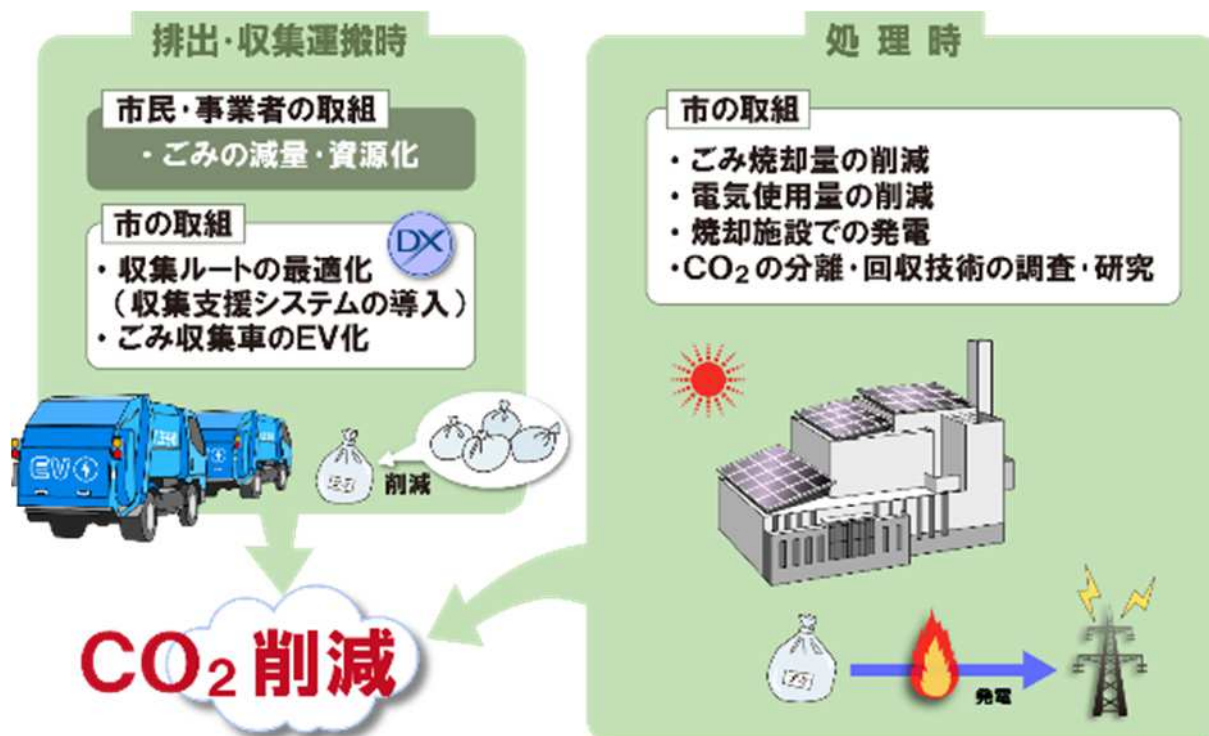 排出・収集運搬時
市民・事業者の取組
・ごみの減量・資源化
市の取組
DX
・収集ルートの最適化
（収集支援システムの導入）
・ごみ収集車のEV化
EV
削減
処理時
市の取組
・ごみ焼却量の削減
・電気使用量の削減
・焼却施設での発電
・CO₂の分離・回収技術の調査・研究
発電
CO₂削減